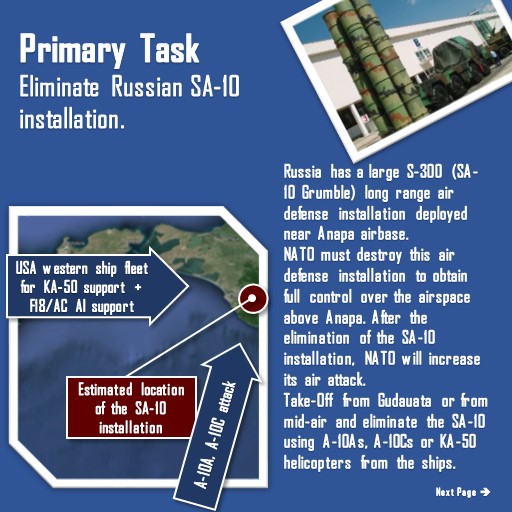 Primary Task
Eliminate Russian SA-10
installation.
Russia has a large S-300 (SA-
10 Grumble) long range air
defense installation deployed
near Anapa airbase.
NATO must destroy this air
defense installation to obtain
full control over the airspace
above Anapa. After the
elimination of the SA-10
installation, NATO will increase
its air attack.
Take-Off from Gudauata or from
mid-air and eliminate the SA-10
using A-10As, A-10Cs or KA-50
helicopters from the ships.
USA western ship fleet
for KA-50 support +
F18/AC AI support
Estimated location
of the SA-10
installation
A-10A, A-10C attack
Next Page →